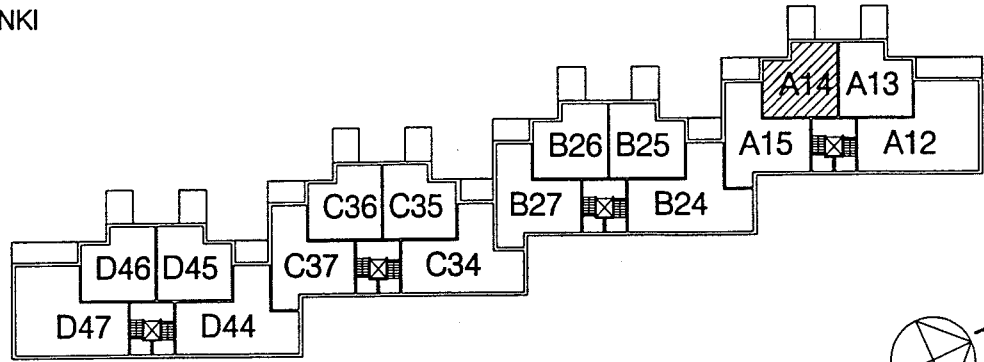 NKI
A14 A13
A15 A12
B26 B25
B27 B24
C36 C35
C37 C34
D46 D45
D47 D44